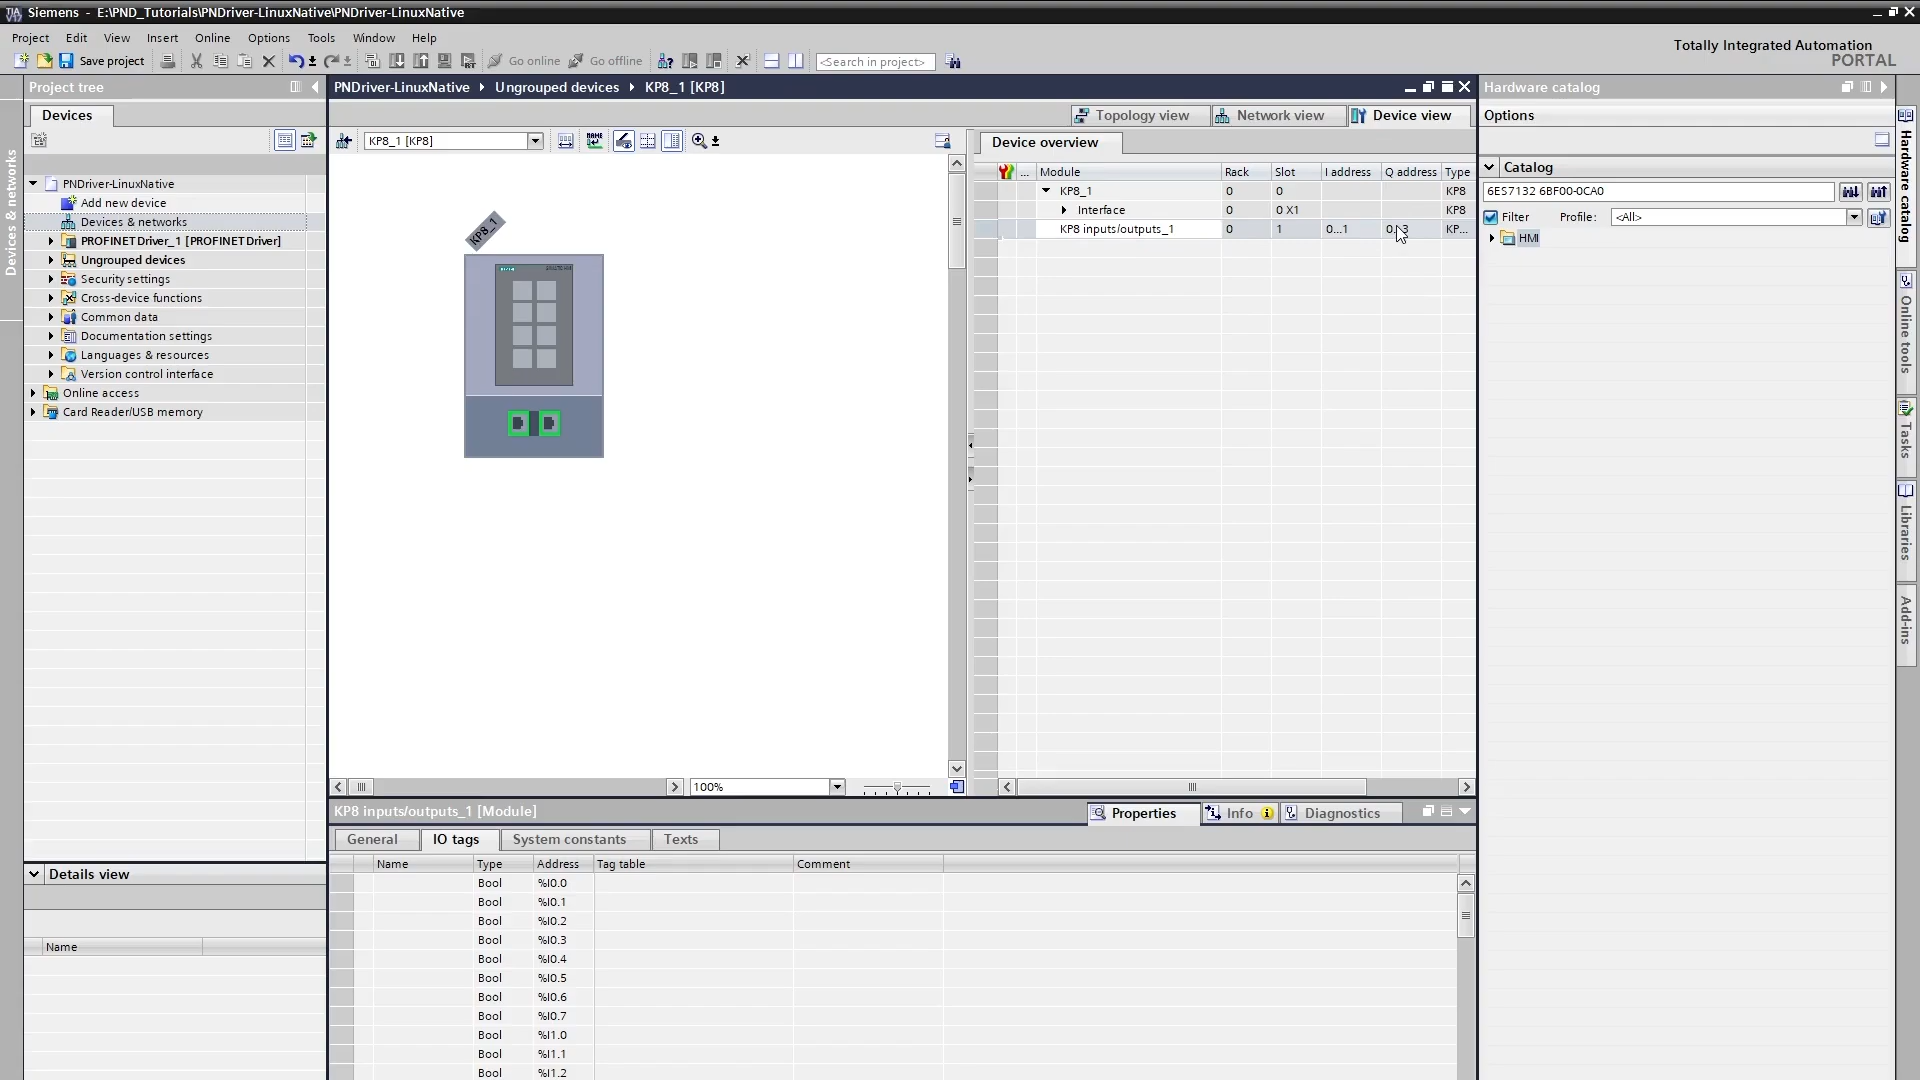 Siemens - E:\PND_Tutorials\PNDriver-LinuxNative\PNDriver-LinuxNative
Project Edit View Insert Online Options Tools Window Help
Totally Integrated Automation
PORTAL
Save project Go online Go offline <Search in project>
Project tree
PNDriver-LinuxNative Ungrouped devices KP8_1 [KP8]
Hardware catalog
Devices
Topology view Network view Device view
Options
KP8_1 [KP8]
Device overview
Catalog
6ES7132 6BF00-0CA0
Filter Profile: <All>
HMI
Devices & networks
PNDriver-LinuxNative
Add new device
Devices & networks
PROFINET Driver_1 [PROFINET Driver]
Ungrouped devices
Security settings
Cross-device functions
Common data
Documentation settings
Languages & resources
Version control interface
Online access
Card Reader/USB memory
KP8_1
... Module Rack Slot I address Q address Type
KP8_1 0 0 KP8
Interface 0 0 X1 KP8
KP8 inputs/outputs_1 0 1 0...1 KP...
Hardware catalog
Online tools
Tasks
Libraries
Add-ins
100%
KP8 inputs/outputs_1 [Module]
Properties Info Diagnostics
General IO tags System constants Texts
Name Type Address Tag table Comment
Bool %I0.0
Bool %I0.1
Bool %I0.2
Bool %I0.3
Bool %I0.4
Bool %I0.5
Bool %I0.6
Bool %I0.7
Bool %I1.0
Bool %I1.1
Bool %I1.2
Details view
Name